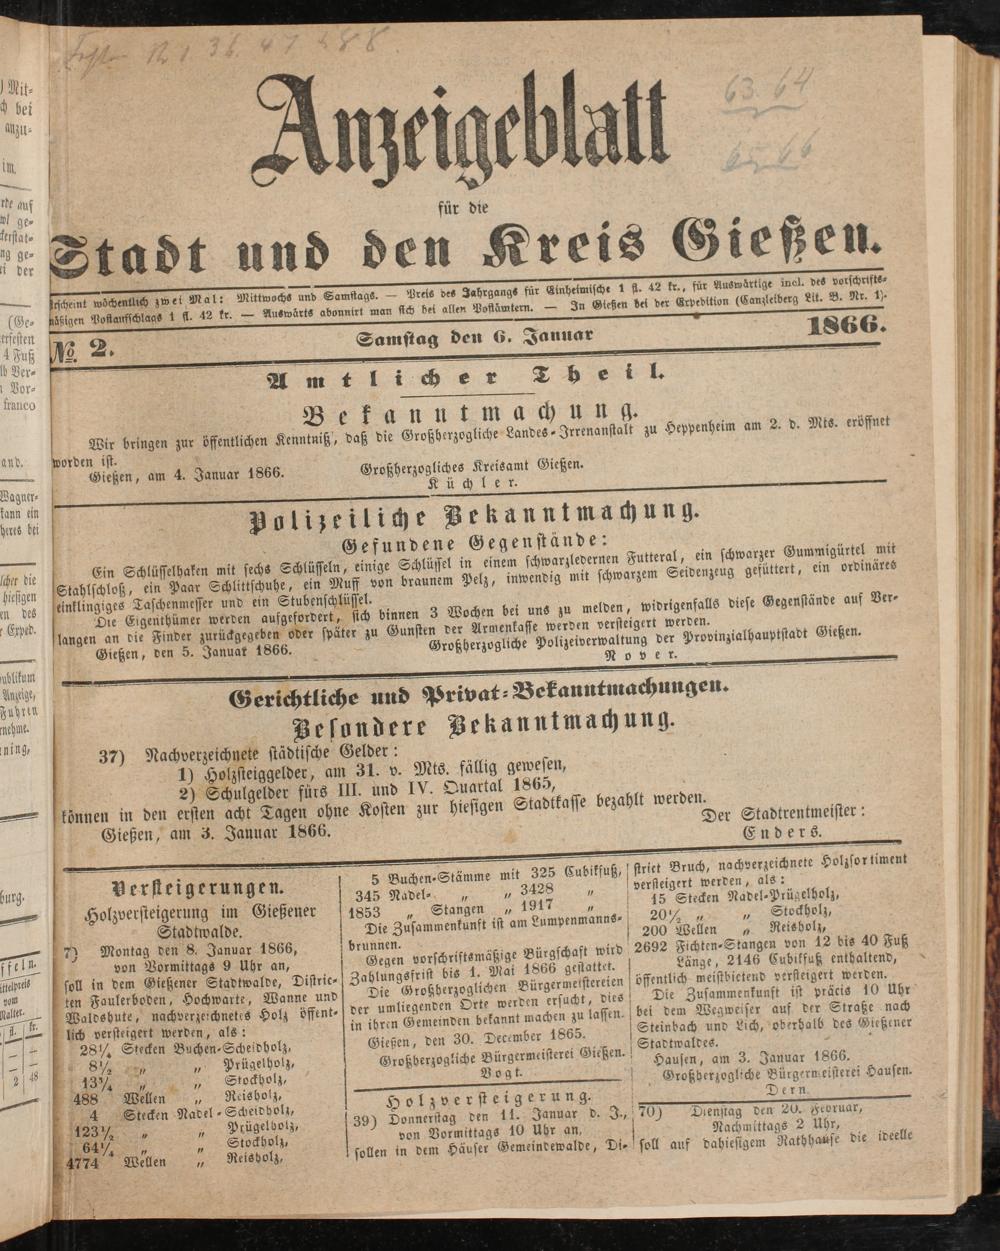 63. 64
65. 66
Anzeigeblatt
für die
Stadt und den Kreis Gießen.
Erscheint wöchentlich zwei Mal: Mittwochs und Samstags. — Preis des Jahrgangs für Einheimische 1 fl. 42 kr., für Auswärtige incl. des vorschrifts-
mäßigen Postaufschlags 1 fl. 42 kr. — Auswärts abonnirt man sich bei allen Postämtern. — In Gießen bei der Expedition (Canzleiberg Lit. B. Nr. 1).
No. 2. Samstag den 6. Januar 1866.
Amtlicher Theil.
Bekanntmachung.
Wir bringen zur öffentlichen Kenntniß, daß die Großherzogliche Landes-Irrenanstalt zu Heppenheim am 2. d. Mts. eröffnet
worden ist.
Gießen, am 4. Januar 1866. Großherzogliches Kreisamt Gießen.
Küchler.
Polizeiliche Bekanntmachung.
Gefundene Gegenstände:
Ein Schlüsselhaken mit sechs Schlüsseln, einige Schlüssel in einem schwarzledernen Futteral, ein schwarzer Gummigürtel mit
Stahlschloß, ein Paar Schlittschuhe, ein Muff von braunem Pelz, inwendig mit schwarzem Seidenzeug gefüttert, ein ordinäres
einklingiges Taschenmesser und ein Stubenschlüssel.
Die Eigenthümer werden aufgefordert, sich binnen 3 Wochen bei uns zu melden, widrigenfalls diese Gegenstände auf Ver-
langen an die Finder zurückgegeben oder später zu Gunsten der Armenkasse werden versteigert werden.
Gießen, den 5. Januar 1866. Großherzogliche Polizeiverwaltung der Provinzialhauptstadt Gießen.
Nover.
Gerichtliche und Privat-Bekanntmachungen.
Besondere Bekanntmachung.
37) Nachverzeichnete städtische Gelder:
1) Holzsteiggelder, am 31. v. Mts. fällig gewesen,
2) Schulgelder fürs III. und IV. Quartal 1865,
können in den ersten acht Tagen ohne Kosten zur hiesigen Stadtkasse bezahlt werden.
Gießen, am 3. Januar 1866. Der Stadtrentmeister:
Enders.
Versteigerungen.
Holzversteigerung im Gießener
Stadtwalde.
7) Montag den 8. Januar 1866,
von Vormittags 9 Uhr an,
soll in dem Gießener Stadtwalde, Distric-
ten Faulerboden, Hochwarte, Wanne und
Waldshute, nachverzeichnetes Holz öffent-
lich versteigert werden, als:
28¼ Stecken Buchen-Scheidholz,
8½ „ „ Prügelholz,
13¾ „ „ Stockholz,
488 Wellen „ Reisholz,
4 Stecken Nadel-Scheidholz,
123½ „ „ Prügelholz,
64¼ „ „ Stockholz,
4774 Wellen „ Reisholz,
5 Buchen-Stämme mit 325 Cubikfuß,
345 Nadel- „ „ 3428 „
1853 „ Stangen „ 1917 „
Die Zusammenkunft ist am Lumpenmanns-
brunnen.
Gegen vorschriftsmäßige Bürgschaft wird
Zahlungsfrist bis 1. Mai 1866 gestattet.
Die Großherzoglichen Bürgermeistereien
der umliegenden Orte werden ersucht, dies
in ihren Gemeinden bekannt machen zu lassen.
Gießen, den 30. December 1865.
Großherzogliche Bürgermeisterei Gießen.
Vogt.
Holzversteigerung.
39) Donnerstag den 11. Januar d. J.,
von Vormittags 10 Uhr an,
sollen in dem Häuser Gemeindewalde, Di-
strict Bruch, nachverzeichnete Holzsortiment
versteigert werden, als:
15 Stecken Nadel-Prügelholz,
20½ „ „ Stockholz,
200 Wellen „ Reisholz,
2692 Fichten-Stangen von 12 bis 40 Fuß
Länge, 2146 Cubikfuß enthaltend,
öffentlich meistbietend versteigert werden.
Die Zusammenkunft ist präcis 10 Uhr
bei dem Wegweiser auf der Straße nach
Steinbach und Lich, oberhalb des Gießener
Stadtwaldes.
Hausen, am 3. Januar 1866.
Großherzogliche Bürgermeisterei Hausen.
Dern.
70) Dienstag den 20. Februar,
Nachmittags 2 Uhr,
soll auf dahiesigem Rathhause die ideelle